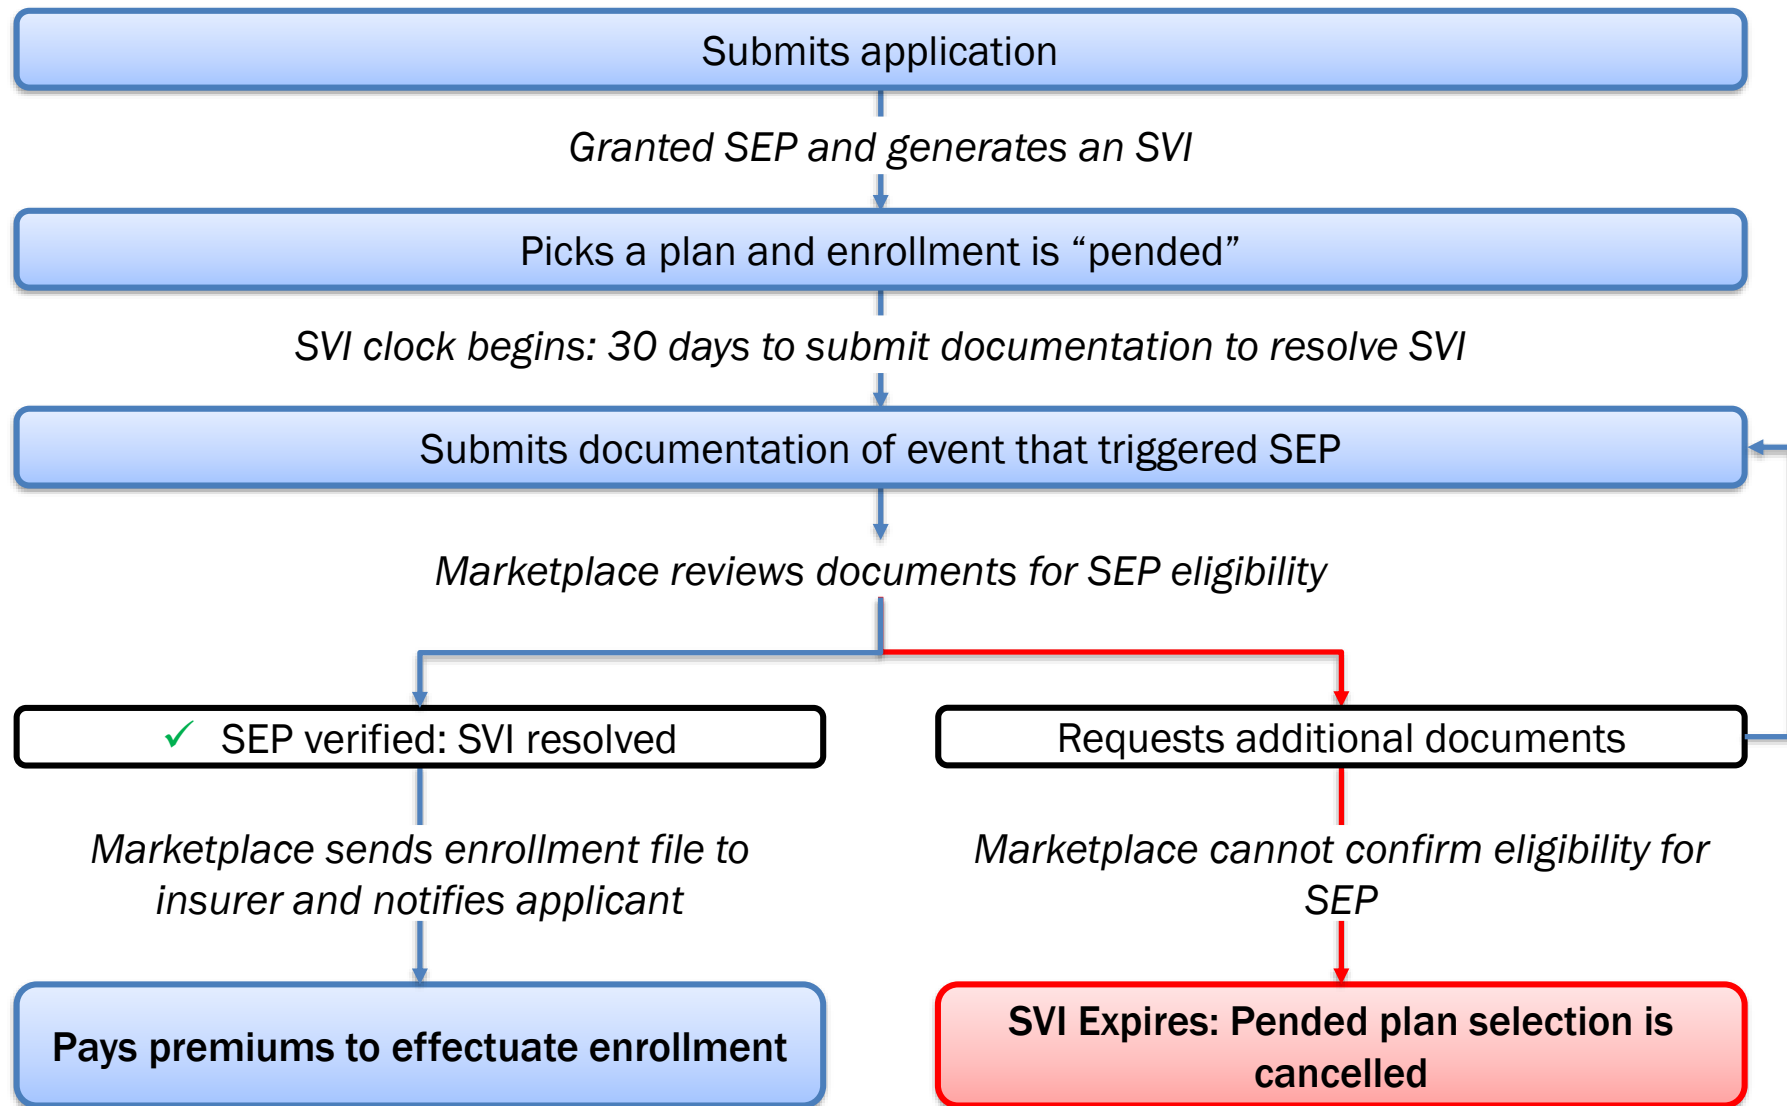 Submits application
Granted SEP and generates an SVI
Picks a plan and enrollment is “pended”
SVI clock begins: 30 days to submit documentation to resolve SVI
Submits documentation of event that triggered SEP
Marketplace reviews documents for SEP eligibility
✓ SEP verified: SVI resolved
Requests additional documents
Marketplace sends enrollment file to
insurer and notifies applicant
Marketplace cannot confirm eligibility for
SEP
Pays premiums to effectuate enrollment
SVI Expires: Pended plan selection is
cancelled